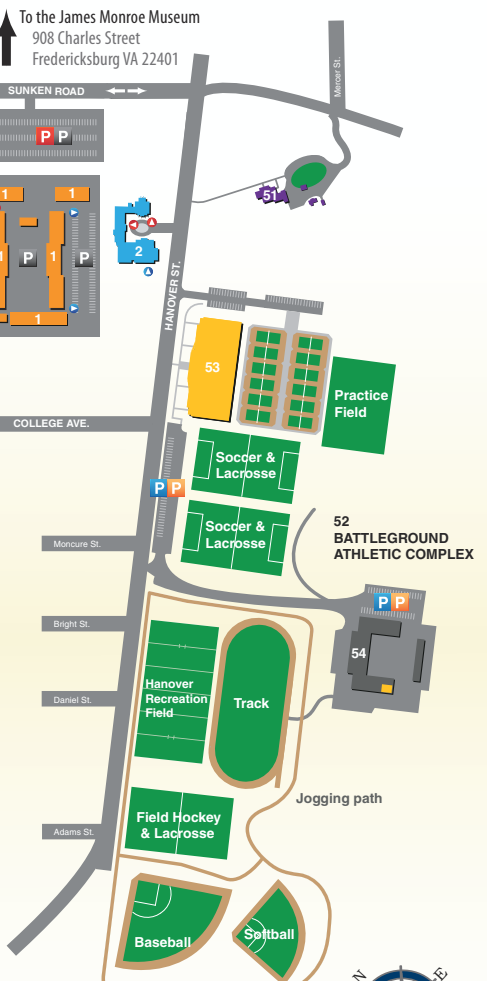 To the James Monroe Museum
908 Charles Street
Fredericksburg VA 22401
SUNKEN ROAD
Mercer St.
P P
51
1
1
2
P
1
P
1
HANOVER ST.
53
Practice
Field
COLLEGE AVE.
Soccer &
Lacrosse
P P
Soccer &
Lacrosse
52
BATTLEGROUND
ATHLETIC COMPLEX
Moncure St.
P P
Bright St.
54
Hanover
Recreation
Field
Track
Daniel St.
Jogging path
Field Hockey
& Lacrosse
Adams St.
Baseball
Softball
N
E